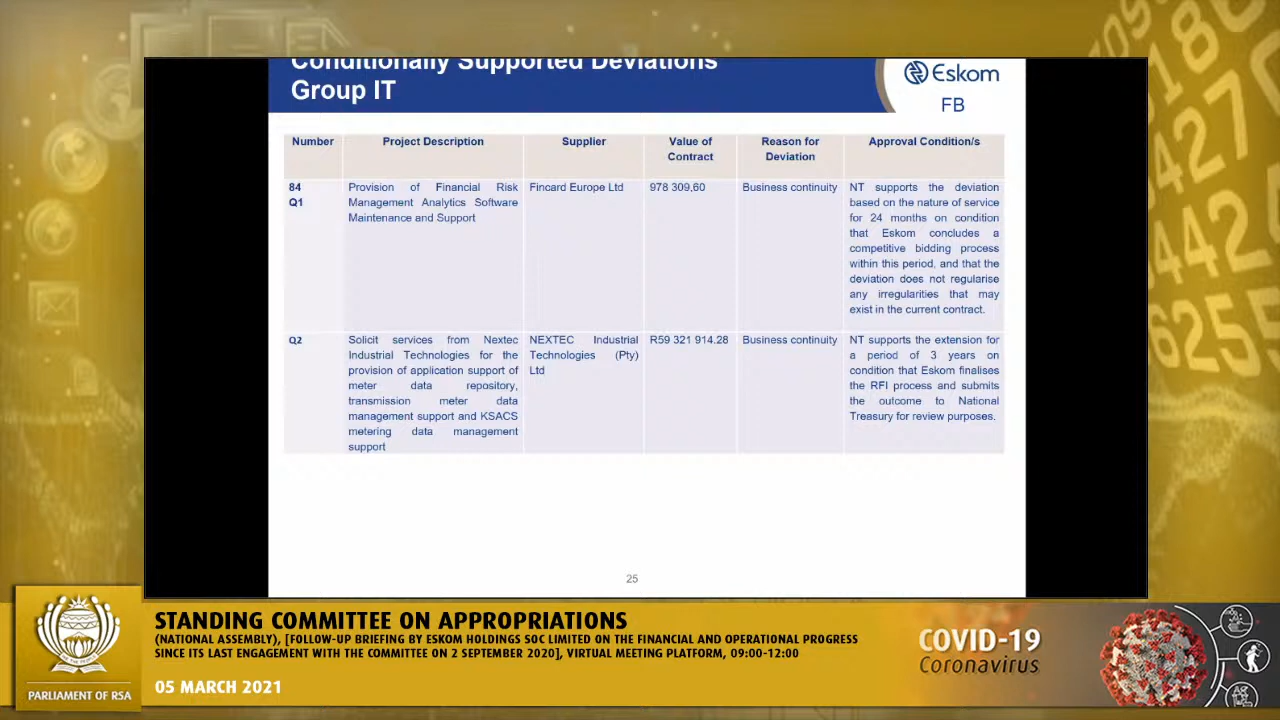 Conditionally Supported Deviations
Group IT
Eskom
FB
Number
Project Description
Supplier
Value of
Contract
Reason for
Deviation
Approval Condition/s
84
Q1
Provision of Financial Risk
Management Analytics Software
Maintenance and Support
Fincard Europe Ltd
978 309,60
Business continuity
NT supports the deviation
based on the nature of service
for 24 months on condition
that Eskom concludes a
competitive bidding process
within this period, and that the
deviation does not regularise
any irregularities that may
exist in the current contract.
Q2
Solicit services from Nextec
Industrial Technologies for the
provision of application support of
meter data repository,
transmission meter data
management support and KSACS
metering data management
support
NEXTEC Industrial
Technologies (Pty)
Ltd
R59 321 914.28
Business continuity
NT supports the extension for
a period of 3 years on
condition that Eskom finalises
the RFI process and submits
the outcome to National
Treasury for review purposes.
25
PARLIAMENT OF RSA
STANDING COMMITTEE ON APPROPRIATIONS
(NATIONAL ASSEMBLY), [FOLLOW-UP BRIEFING BY ESKOM HOLDINGS SOC LIMITED ON THE FINANCIAL AND OPERATIONAL PROGRESS
SINCE ITS LAST ENGAGEMENT WITH THE COMMITTEE ON 2 SEPTEMBER 2020], VIRTUAL MEETING PLATFORM, 09:00-12:00
05 MARCH 2021
COVID-19
Coronavirus